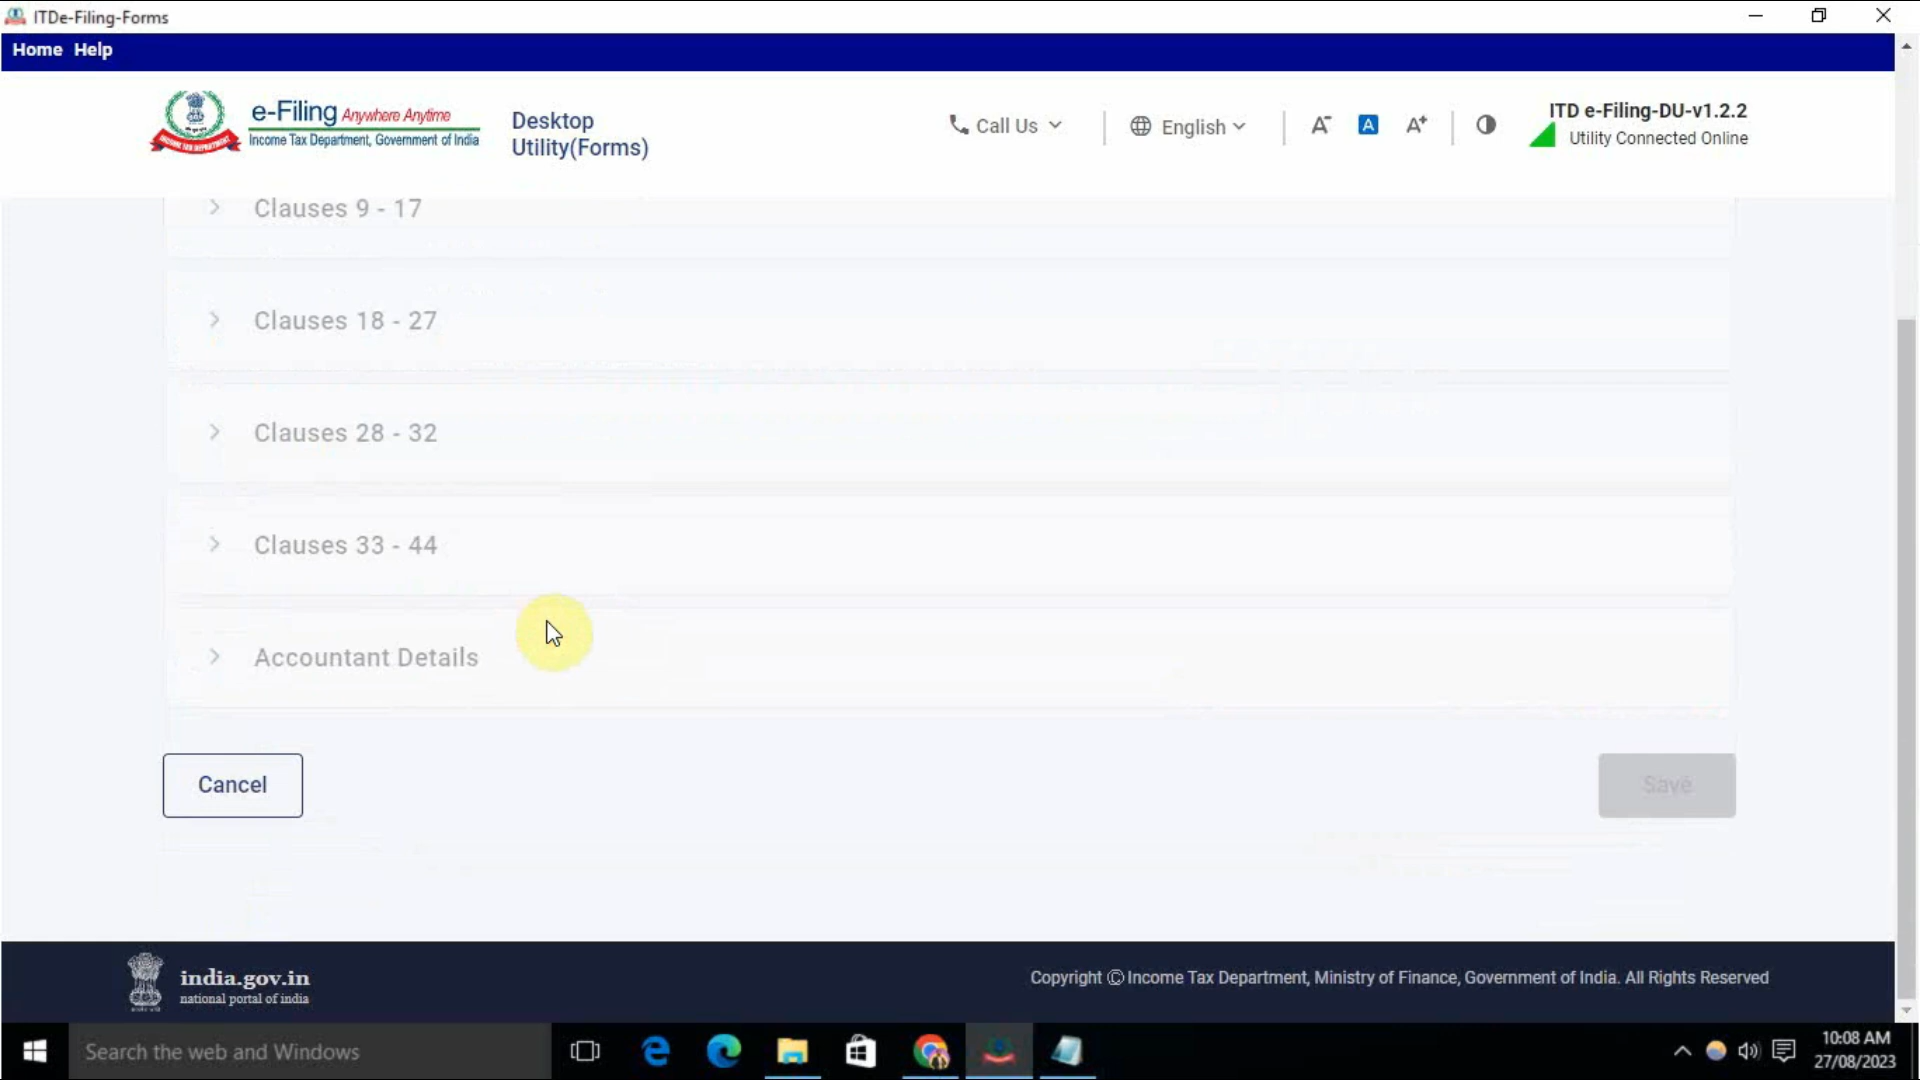 ITDe-Filing-Forms
Home Help
e-Filing Anywhere Anytime
Income Tax Department, Government of India
INCOME TAX DEPARTMENT
Desktop
Utility(Forms)
Call Us
English
A-
A
A+
ITD e-Filing-DU-v1.2.2
Utility Connected Online
Clauses 9 - 17
Clauses 18 - 27
Clauses 28 - 32
Clauses 33 - 44
Accountant Details
Cancel
Save
india.gov.in
national portal of india
Copyright © Income Tax Department, Ministry of Finance, Government of India. All Rights Reserved
Search the web and Windows
10:08 AM
27/08/2023